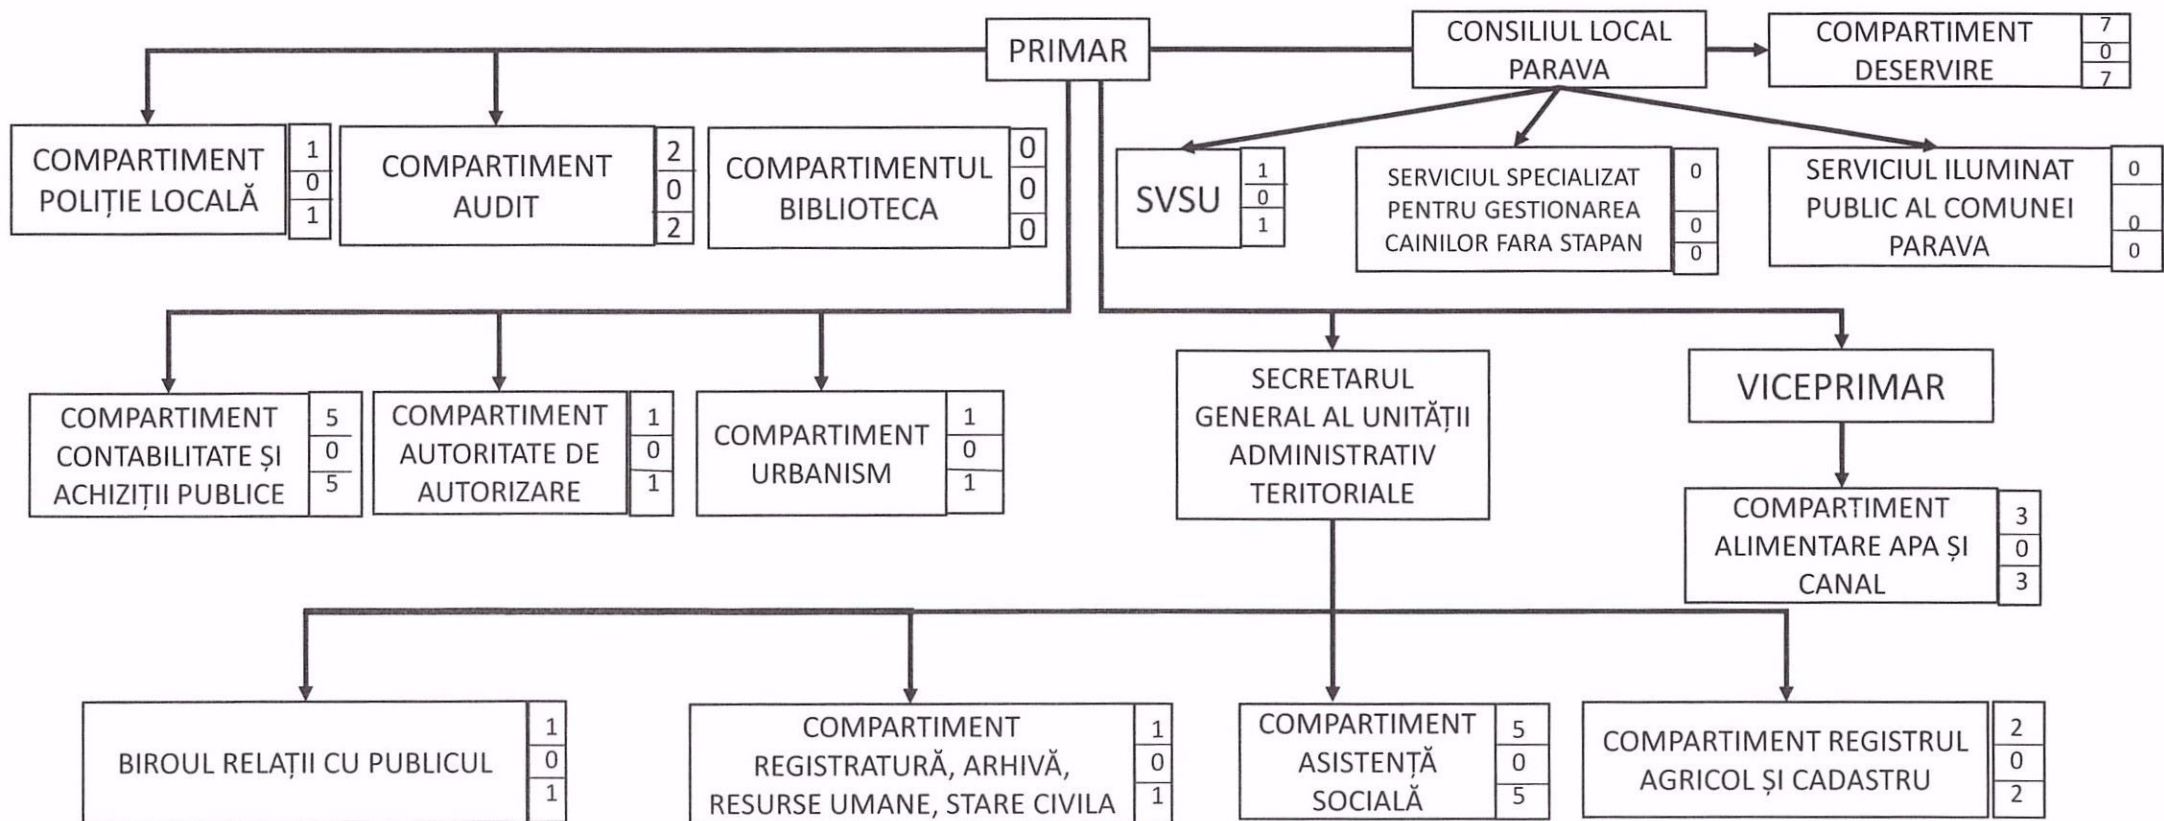 PRIMAR
CONSILIUL LOCAL
PARAVA
COMPARTIMENT
DESERVIRE
7
0
7
COMPARTIMENT
POLIȚIE LOCALĂ
1
0
1
COMPARTIMENT
AUDIT
2
0
2
COMPARTIMENTUL
BIBLIOTECA
0
0
0
SVSU
1
0
1
SERVICIUL SPECIALIZAT
PENTRU GESTIONAREA
CAINILOR FARA STAPAN
0
0
0
SERVICIUL ILUMINAT
PUBLIC AL COMUNEI
PARAVA
0
0
0
COMPARTIMENT
CONTABILITATE ȘI
ACHIZIȚII PUBLICE
5
0
5
COMPARTIMENT
AUTORITATE DE
AUTORIZARE
1
0
1
COMPARTIMENT
URBANISM
1
0
1
SECRETARUL
GENERAL AL UNITĂȚII
ADMINISTRATIV
TERITORIALE
VICEPRIMAR
COMPARTIMENT
ALIMENTARE APA ȘI
CANAL
3
0
3
BIROUL RELAȚII CU PUBLICUL
1
0
1
COMPARTIMENT
REGISTRATURĂ, ARHIVĂ,
RESURSE UMANE, STARE CIVILA
1
0
1
COMPARTIMENT
ASISTENȚĂ
SOCIALĂ
5
0
5
COMPARTIMENT REGISTRUL
AGRICOL ȘI CADASTRU
2
0
2